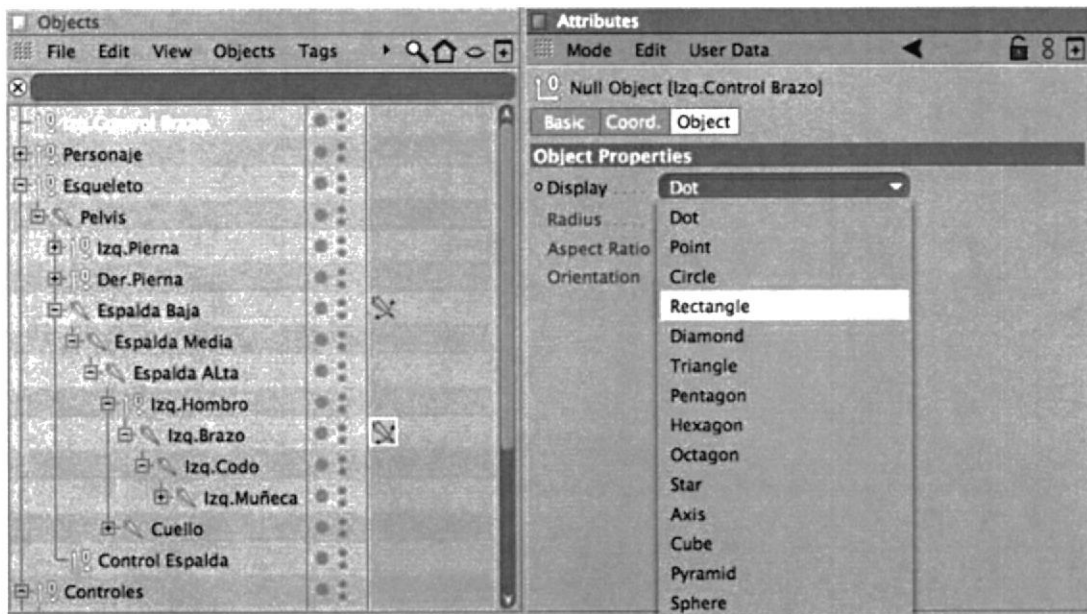 Objects
File Edit View Objects Tags
Izq.Control Brazo
Personaje
Esqueleto
Pelvis
Izq.Pierna
Der.Pierna
Espalda Baja
Espalda Media
Espalda ALta
Izq.Hombro
Izq.Brazo
Izq.Codo
Izq.Muñeca
Cuello
Control Espalda
Controles
Attributes
Mode Edit User Data
Null Object [Izq.Control Brazo]
Basic Coord. Object
Object Properties
Display Dot
Radius
Aspect Ratio
Orientation
Dot
Point
Circle
Rectangle
Diamond
Triangle
Pentagon
Hexagon
Octagon
Star
Axis
Cube
Pyramid
Sphere